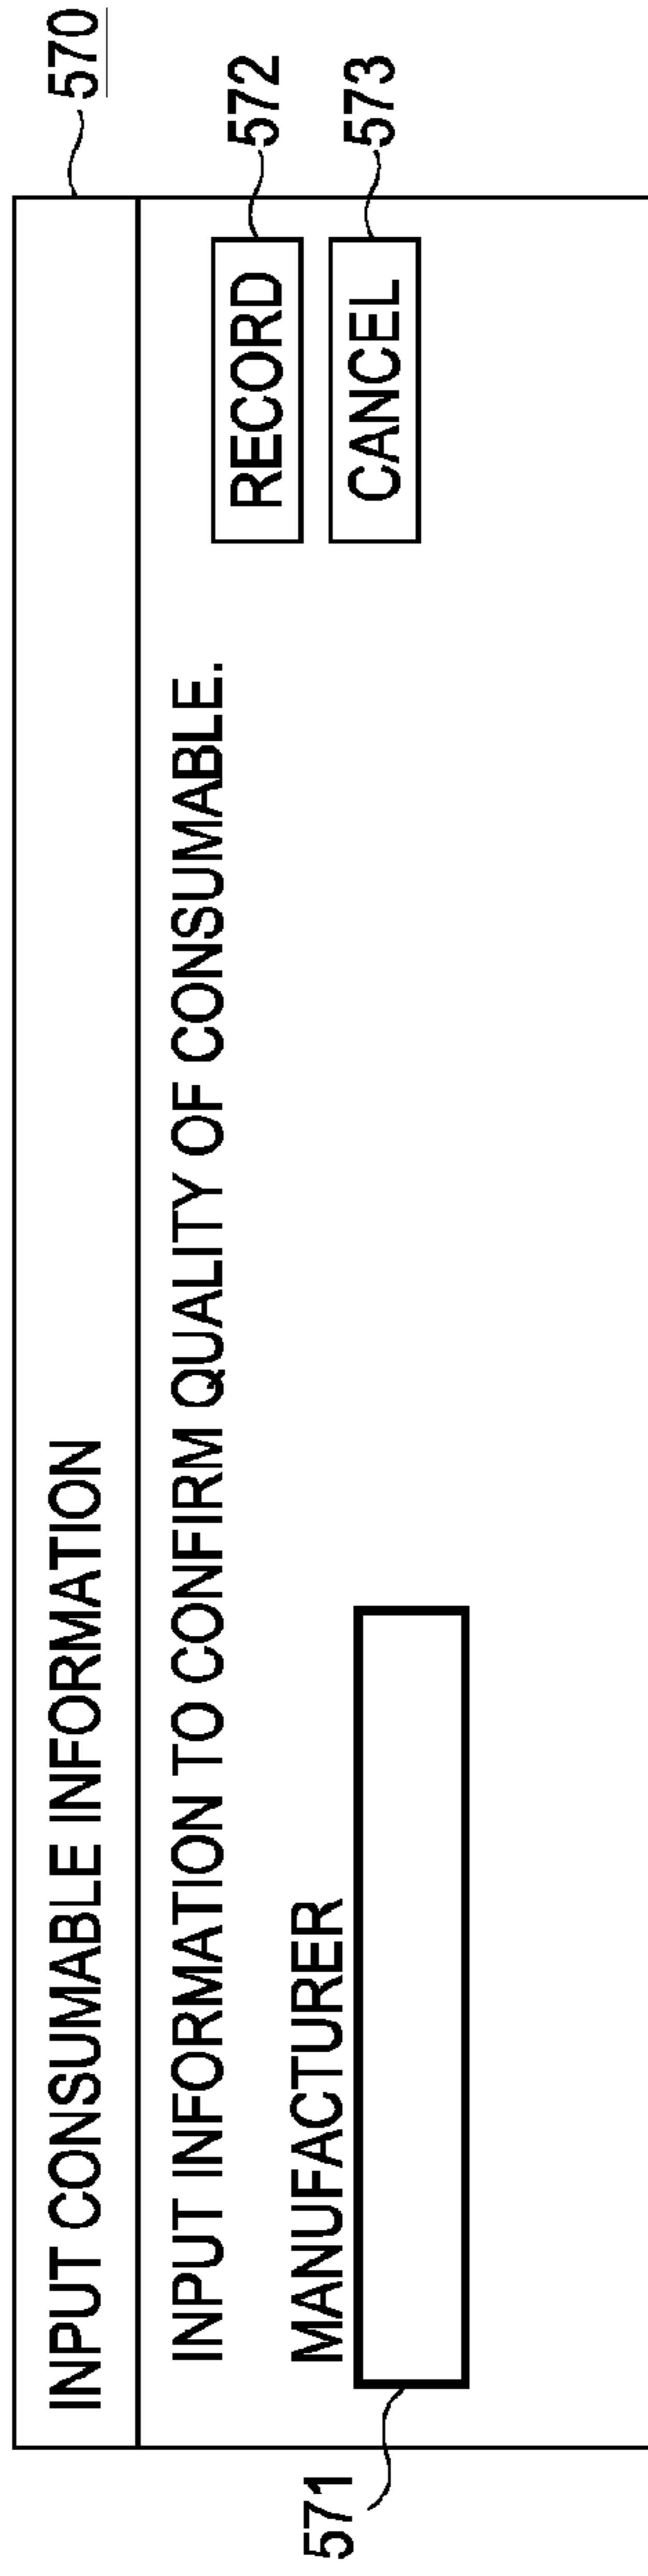 570
INPUT CONSUMABLE INFORMATION
INPUT INFORMATION TO CONFIRM QUALITY OF CONSUMABLE.
572
RECORD
573
CANCEL
MANUFACTURER
571